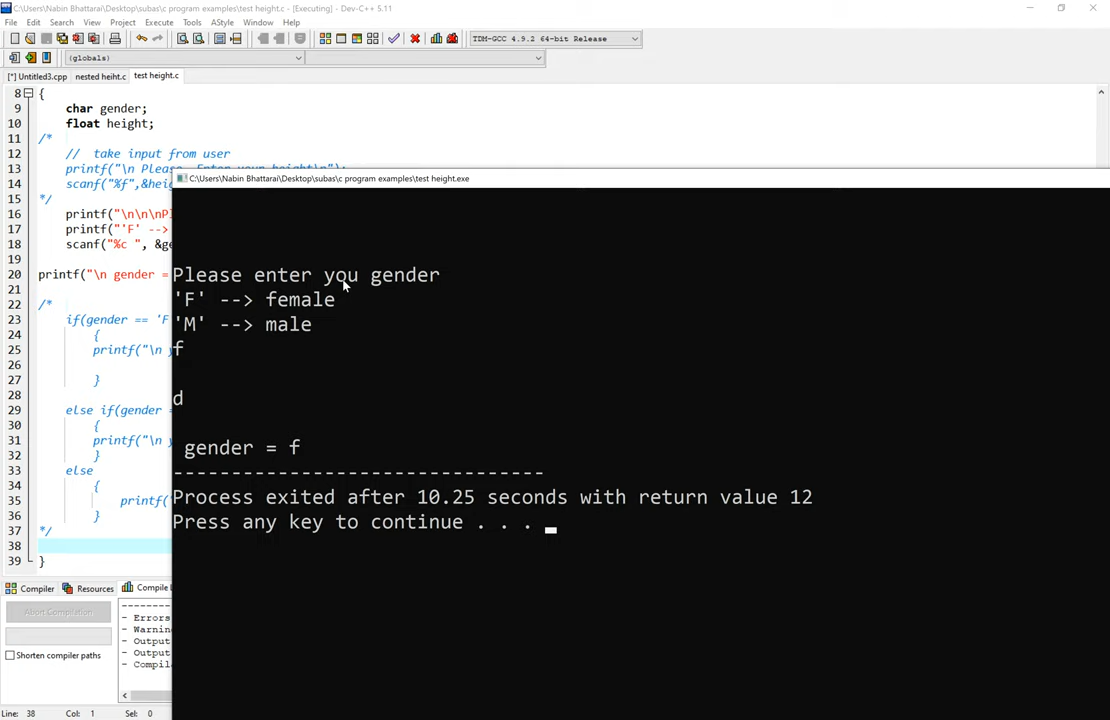 C:\Users\Nabin Bhattarai\Desktop\subas\c program examples\test height.c - [Executing] - Dev-C++ 5.11
File Edit Search View Project Execute Tools AStyle Window Help
TDM-GCC 4.9.2 64-bit Release
(globals)
[*] Untitled3.cpp nested heiht.c test height.c
8 {
9 char gender;
10 float height;
11 /*
12 // take input from user
13 printf("\n Please Enter your height\n");
14 scanf("%f",&heig
15 */
C:\Users\Nabin Bhattarai\Desktop\subas\c program examples\test height.exe
16 printf("\n\n\nPl
17 printf("'F' -->
18 scanf("%c ", &ge
19
20 printf("\n gender =
21
22 /*
23 if(gender == 'F
24 {
25 printf("\n y
26
27 }
28
29 else if(gender =
30 {
31 printf("\n y
32 }
33 else
34 {
35 printf("
36 }
37 */
38
39 }
Please enter you gender
'F' --> female
'M' --> male
f
d
gender = f
--------------------------------
Process exited after 10.25 seconds with return value 12
Press any key to continue . . .
Compiler Resources Compile L
Abort Compilation
Shorten compiler paths
--------
- Errors
- Warnin
- Output
- Output
- Compil
Line: 38 Col: 1 Sel: 0